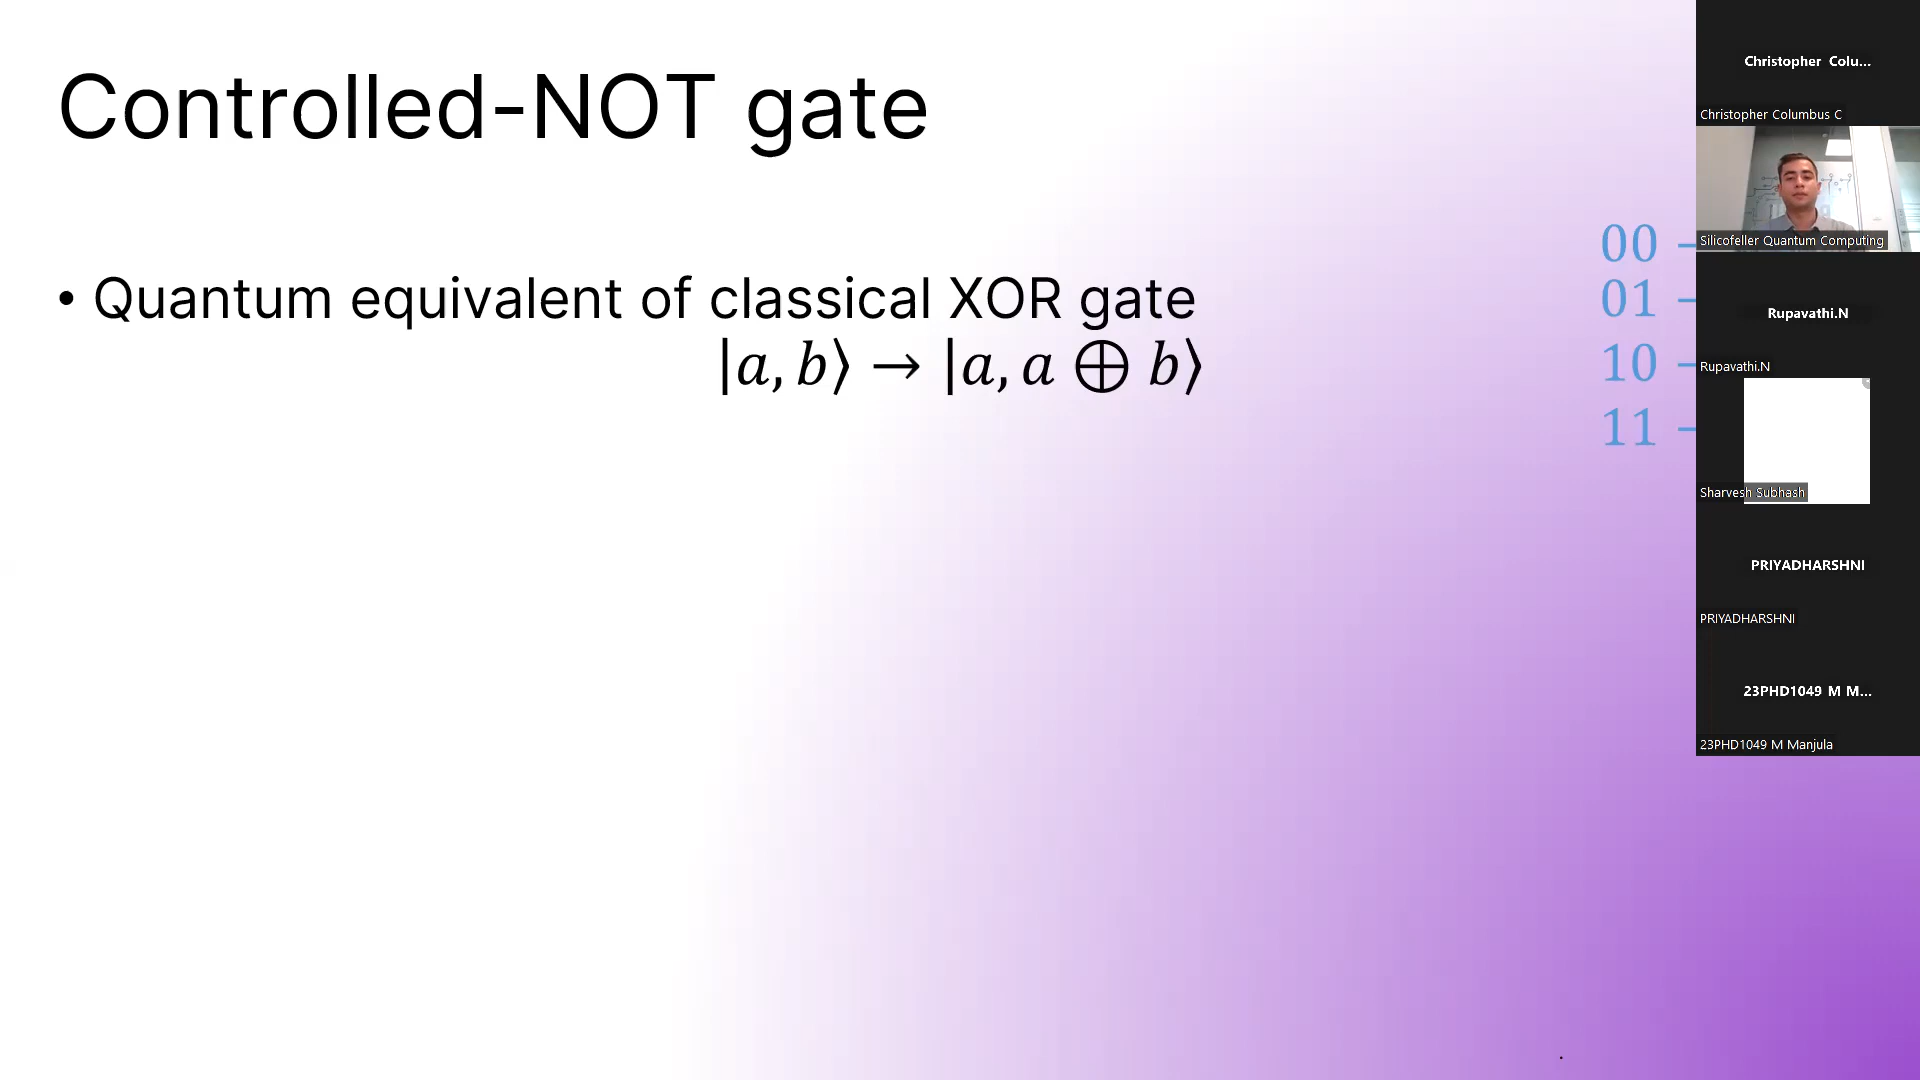 Controlled-NOT gate
• Quantum equivalent of classical XOR gate
|a, b⟩ → |a, a ⊕ b⟩
00 –
01 –
10 –
11 –
Christopher Colu...
Christopher Columbus C
Silicofeller Quantum Computing
Rupavathi.N
Rupavathi.N
Sharvesh Subhash
PRIYADHARSHNI
PRIYADHARSHNI
23PHD1049 M M...
23PHD1049 M Manjula